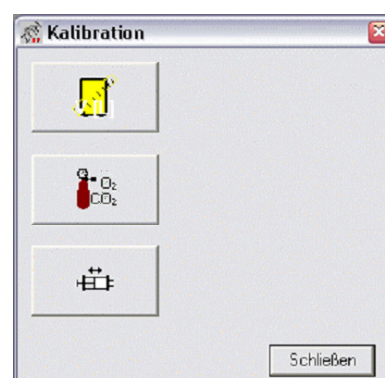 Kalibration
O₂
CO₂
Schließen